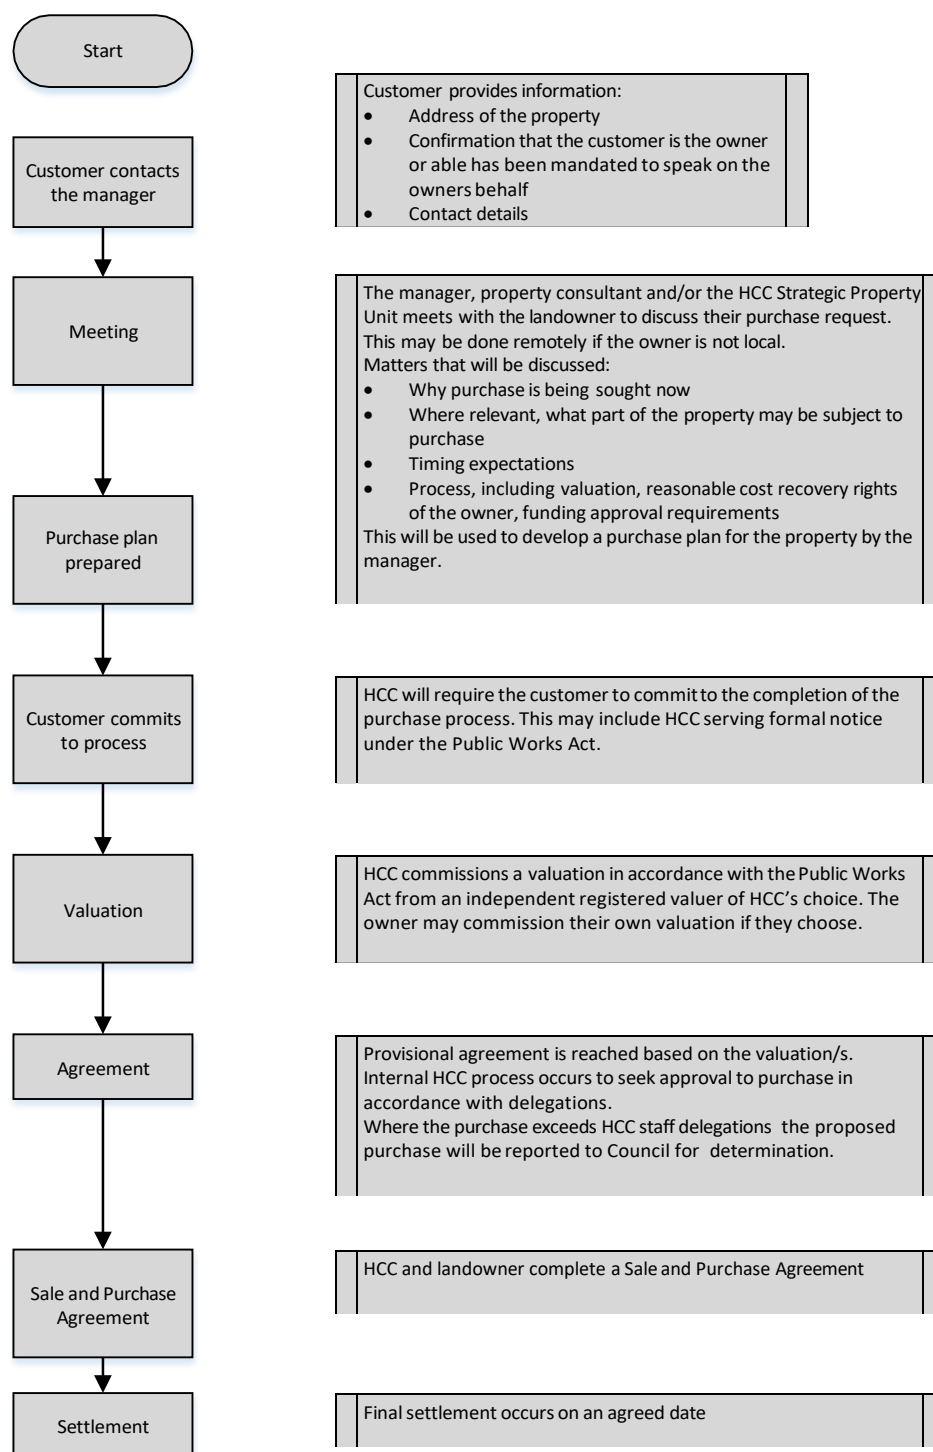 Start
Customer provides information:
• Address of the property
• Confirmation that the customer is the owner
or able has been mandated to speak on the
owners behalf
• Contact details
Customer contacts
the manager
The manager, property consultant and/or the HCC Strategic Property
Unit meets with the landowner to discuss their purchase request.
This may be done remotely if the owner is not local.
Matters that will be discussed:
• Why purchase is being sought now
• Where relevant, what part of the property may be subject to
purchase
• Timing expectations
• Process, including valuation, reasonable cost recovery rights
of the owner, funding approval requirements
This will be used to develop a purchase plan for the property by the
manager.
Meeting
Purchase plan
prepared
HCC will require the customer to commit to the completion of the
purchase process. This may include HCC serving formal notice
under the Public Works Act.
Customer commits
to process
HCC commissions a valuation in accordance with the Public Works
Act from an independent registered valuer of HCC’s choice. The
owner may commission their own valuation if they choose.
Valuation
Provisional agreement is reached based on the valuation/s.
Internal HCC process occurs to seek approval to purchase in
accordance with delegations.
Where the purchase exceeds HCC staff delegations the proposed
purchase will be reported to Council for determination.
Agreement
HCC and landowner complete a Sale and Purchase Agreement
Sale and Purchase
Agreement
Final settlement occurs on an agreed date
Settlement